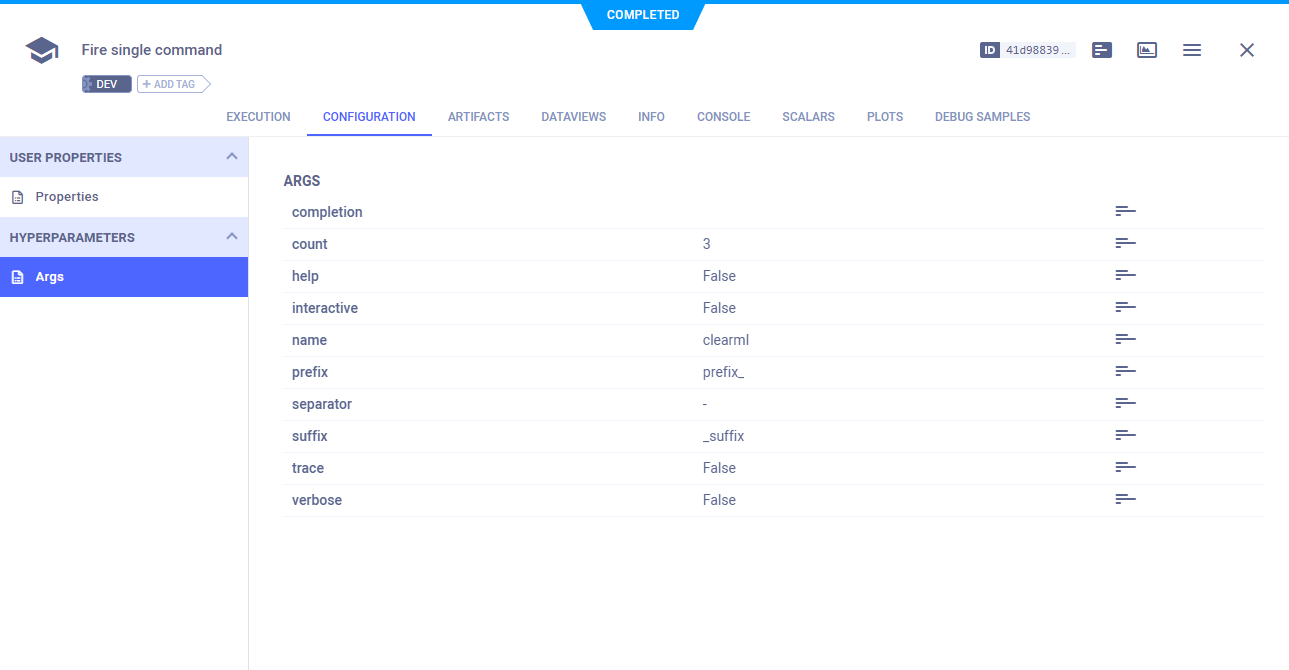 COMPLETED
Fire single command
ID 41d98839 ...
DEV + ADD TAG
EXECUTION CONFIGURATION ARTIFACTS DATAVIEWS INFO CONSOLE SCALARS PLOTS DEBUG SAMPLES
USER PROPERTIES
Properties
HYPERPARAMETERS
Args
ARGS
completion
count 3
help False
interactive False
name clearml
prefix prefix_
separator -
suffix _suffix
trace False
verbose False